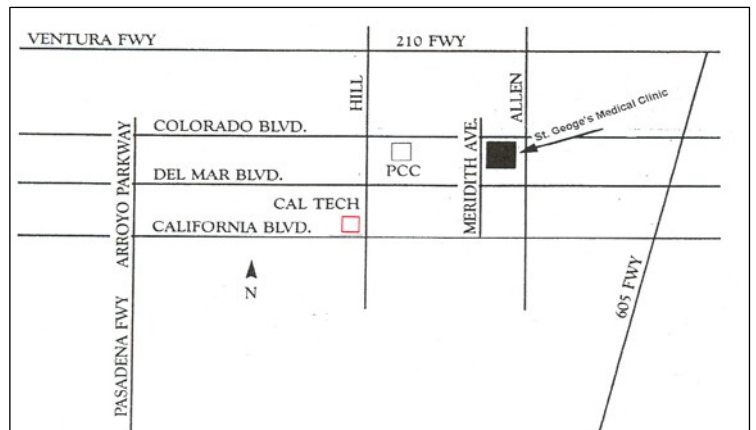 VENTURA FWY
210 FWY
HILL
ALLEN
COLORADO BLVD.
MERIDITH AVE.
St. Geoge's Medical Clinic
ARROYO PARKWAY
PCC
DEL MAR BLVD.
CAL TECH
CALIFORNIA BLVD.
N
605 FWY
PASADENA FWY